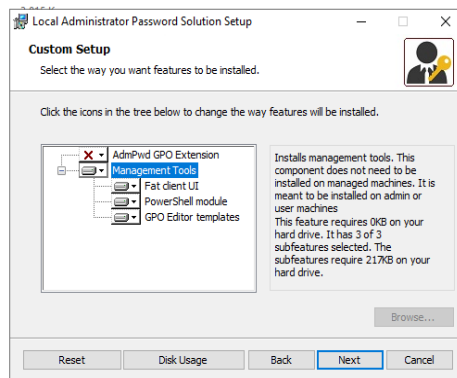 Local Administrator Password Solution Setup
Custom Setup
Select the way you want features to be installed.
Click the icons in the tree below to change the way features will be installed.
AdmPwd GPO Extension
Management Tools
Fat client UI
PowerShell module
GPO Editor templates
Installs management tools. This
component does not need to be
installed on managed machines. It is
meant to be installed on admin or
user machines
This feature requires 0KB on your
hard drive. It has 3 of 3
subfeatures selected. The
subfeatures require 217KB on your
hard drive.
Browse...
Reset Disk Usage Back Next Cancel